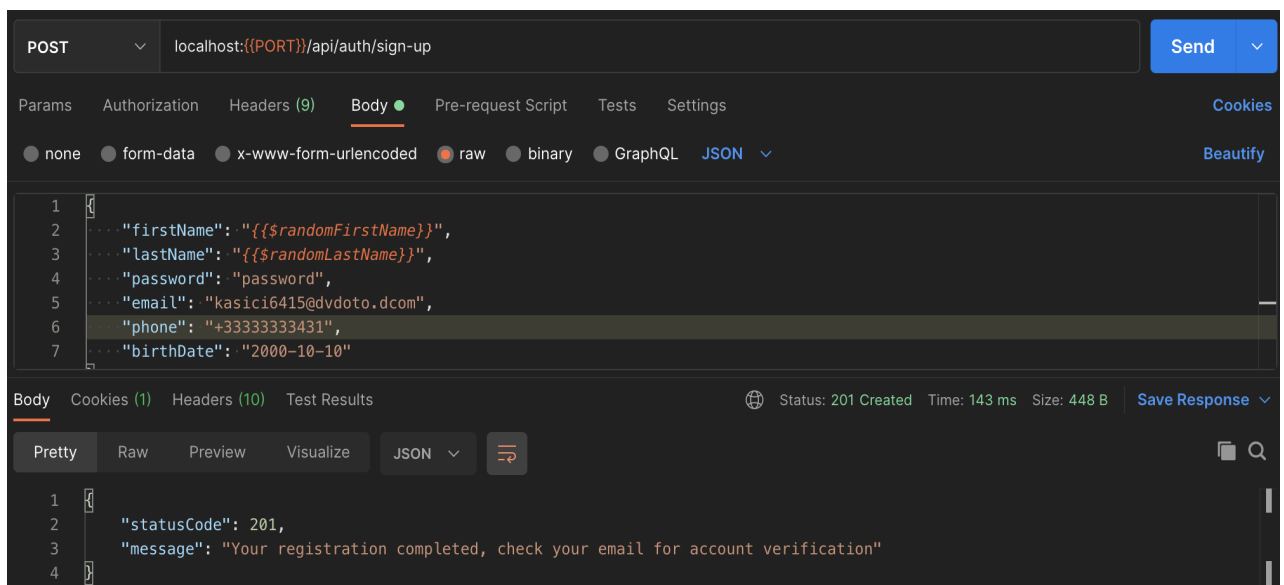 POST localhost:{{PORT}}/api/auth/sign-up Send
Params Authorization Headers (9) Body Pre-request Script Tests Settings Cookies
none form-data x-www-form-urlencoded raw binary GraphQL JSON Beautify
1 {
2 "firstName": "{{$randomFirstName}}",
3 "lastName": "{{$randomLastName}}",
4 "password": "password",
5 "email": "kasici6415@dvdoto.dcom",
6 "phone": "+33333333431",
7 "birthDate": "2000-10-10"
Body Cookies (1) Headers (10) Test Results Status: 201 Created Time: 143 ms Size: 448 B Save Response
Pretty Raw Preview Visualize JSON
1 {
2 "statusCode": 201,
3 "message": "Your registration completed, check your email for account verification"
4 }